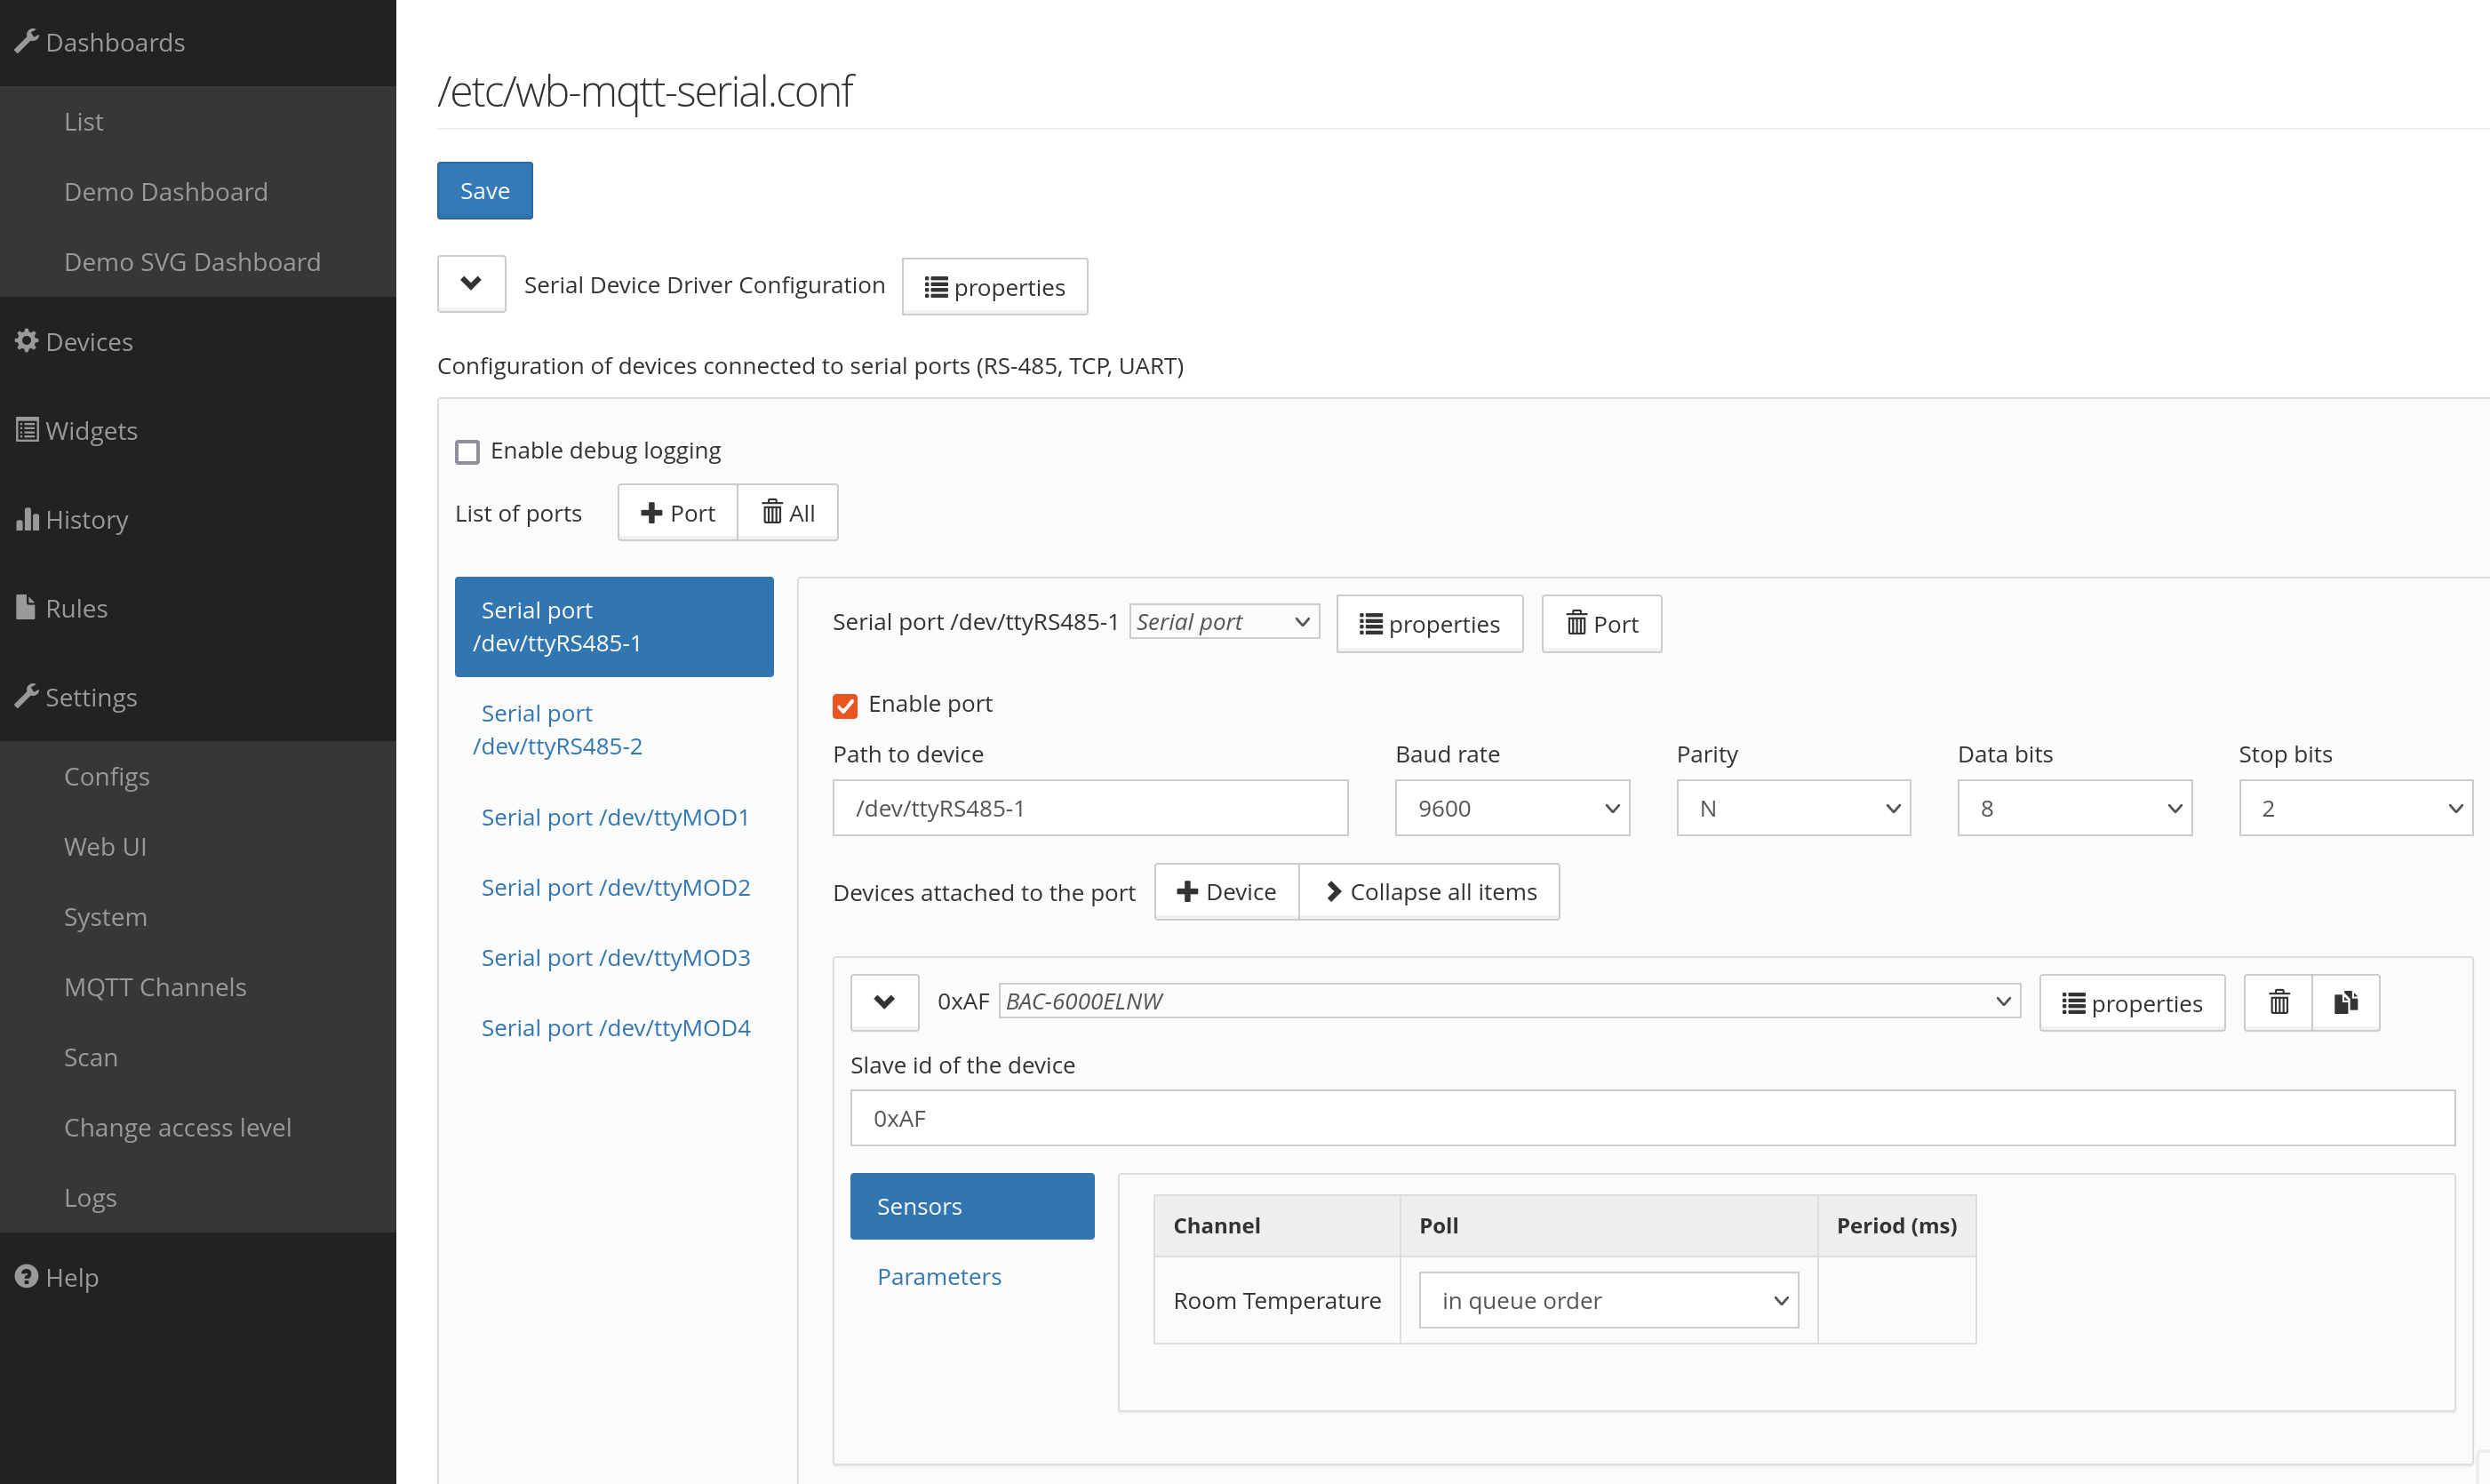 Dashboards
List
Demo Dashboard
Demo SVG Dashboard
Devices
Widgets
History
Rules
Settings
Configs
Web UI
System
MQTT Channels
Scan
Change access level
Logs
Help
/etc/wb-mqtt-serial.conf
Save
Serial Device Driver Configuration properties
Configuration of devices connected to serial ports (RS-485, TCP, UART)
Enable debug logging
List of ports Port All
Serial port
/dev/ttyRS485-1
Serial port
/dev/ttyRS485-2
Serial port /dev/ttyMOD1
Serial port /dev/ttyMOD2
Serial port /dev/ttyMOD3
Serial port /dev/ttyMOD4
Serial port /dev/ttyRS485-1 Serial port properties Port
Enable port
Path to device Baud rate Parity Data bits Stop bits
/dev/ttyRS485-1 9600 N 8 2
Devices attached to the port Device Collapse all items
0xAF BAC-6000ELNW properties
Slave id of the device
0xAF
Sensors
Parameters
Channel Poll Period (ms)
Room Temperature in queue order